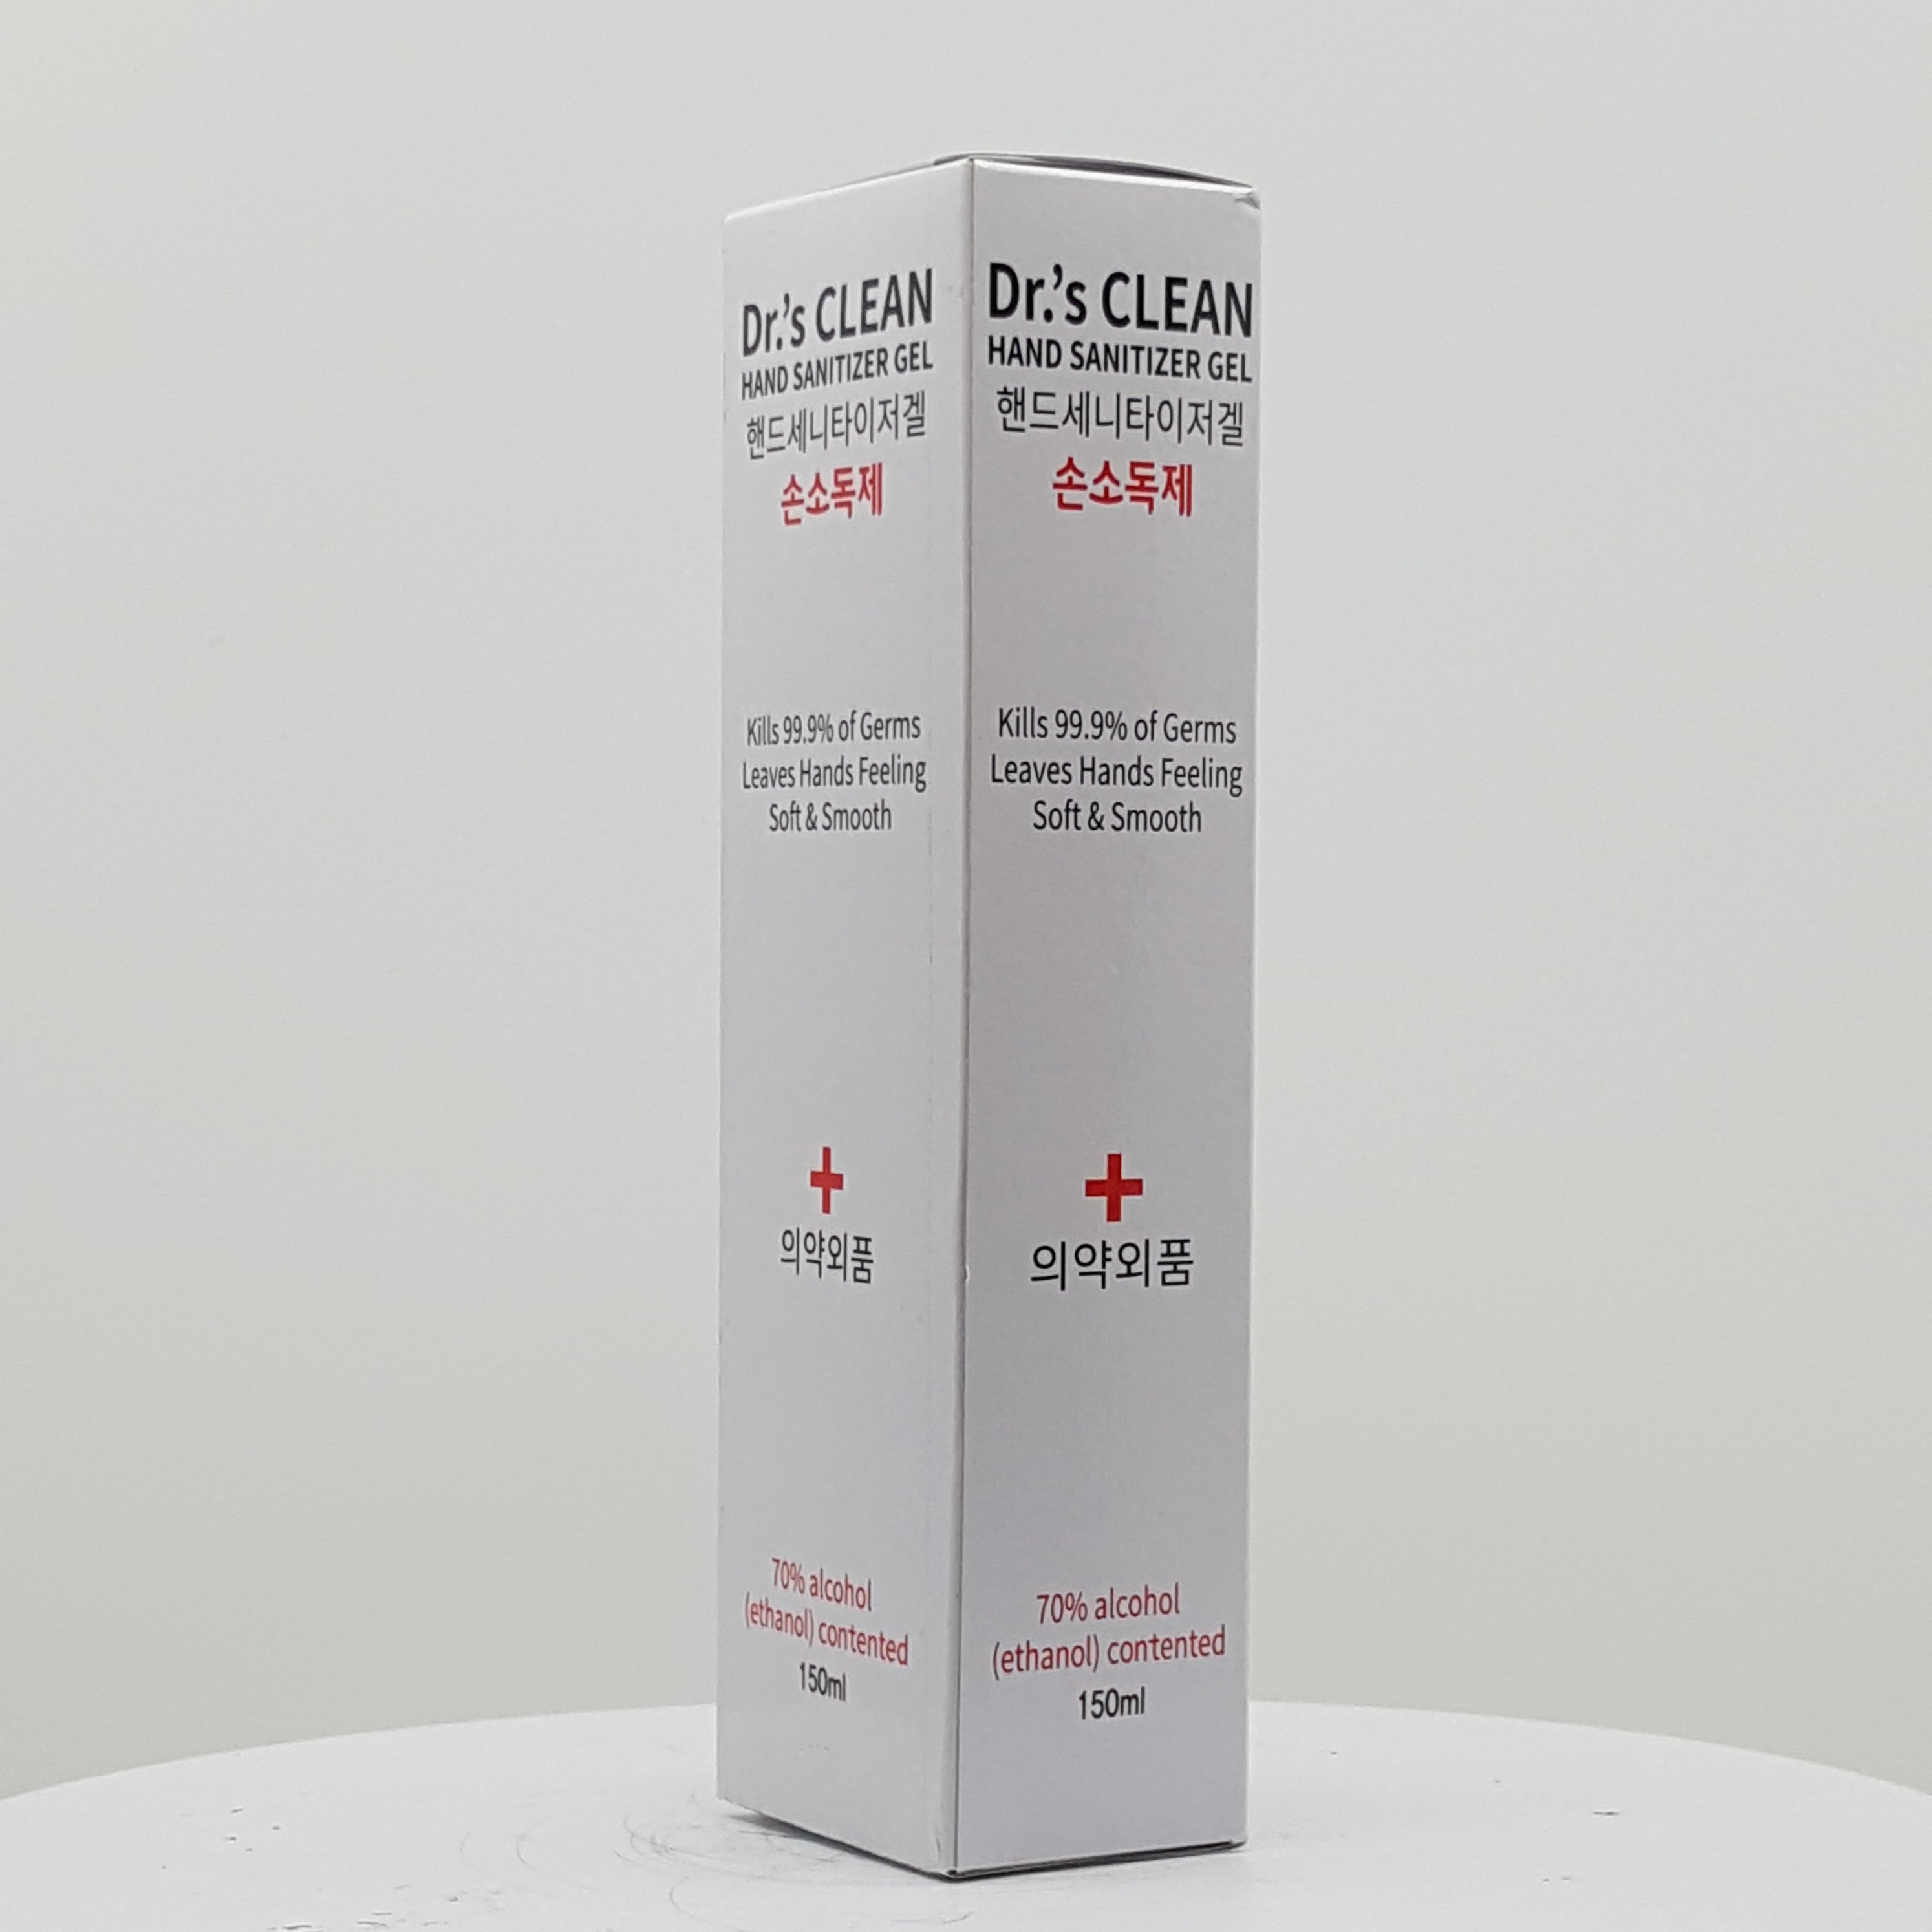 Dr.'s CLEAN
HAND SANITIZER GEL
핸드세니타이저겔
손소독제
Kills 99.9% of Germs
Leaves Hands Feeling
Soft & Smooth
의약외품
70% alcohol
(ethanol) contented
150ml
Dr.'s CLEAN
HAND SANITIZER GEL
핸드세니타이저겔
손소독제
Kills 99.9% of Germs
Leaves Hands Feeling
Soft & Smooth
의약외품
70% alcohol
(ethanol) contented
150ml